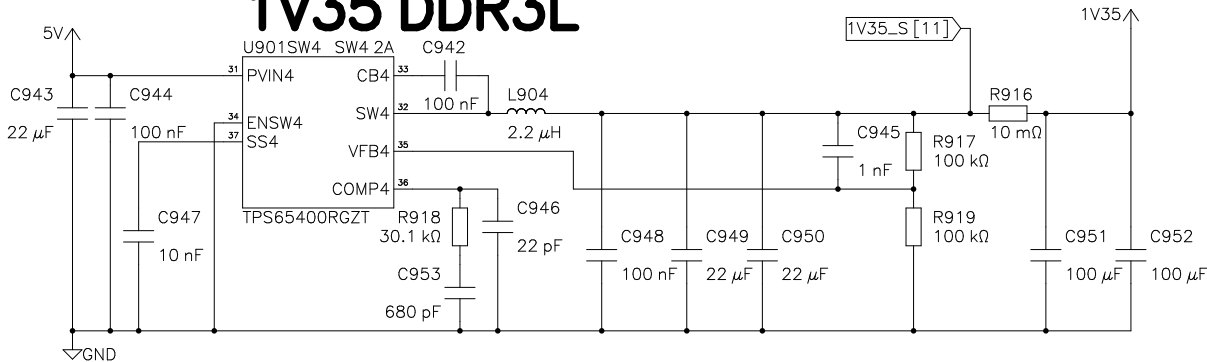 1V35 DDR3L
5V
U901SW4 SW4 2A
C942
100 nF
1V35_S [11]
1V35
31 PVIN4
CB4 33
C943
22 µF
C944
100 nF
34 ENSW4
37 SS4
SW4 32
L904
2.2 µH
R916
10 mΩ
VFB4 35
C945
1 nF
R917
100 kΩ
COMP4 36
TPS65400RGZT
C947
10 nF
R918
30.1 kΩ
C946
22 pF
R919
100 kΩ
C948
100 nF
C949
22 µF
C950
22 µF
C951
100 µF
C952
100 µF
C953
680 pF
GND